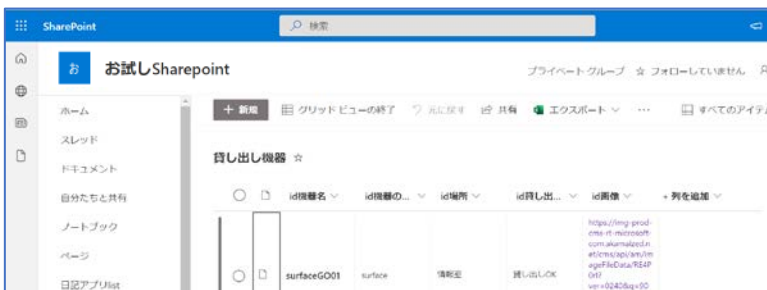 SharePoint
検索
お
お試しSharepoint
プライベート グループ ☆ フォローしていません
ホーム
スレッド
ドキュメント
自分たちと共有
ノートブック
ページ
日記アプリlist
+ 新規 グリッド ビューの終了 元に戻す 共有 エクスポート … すべてのアイテ
貸し出し機器 ☆
id機器名 id機器の... id場所 id貸し出... id画像 + 列を追加
surfaceGO01 surface 情報室 貸し出しOK
https://img-prod-
cms-rt-microsoft-
com.akamaized.n
et/cms/api/am/im
ageFileData/RE4P
ver=0240&q=90